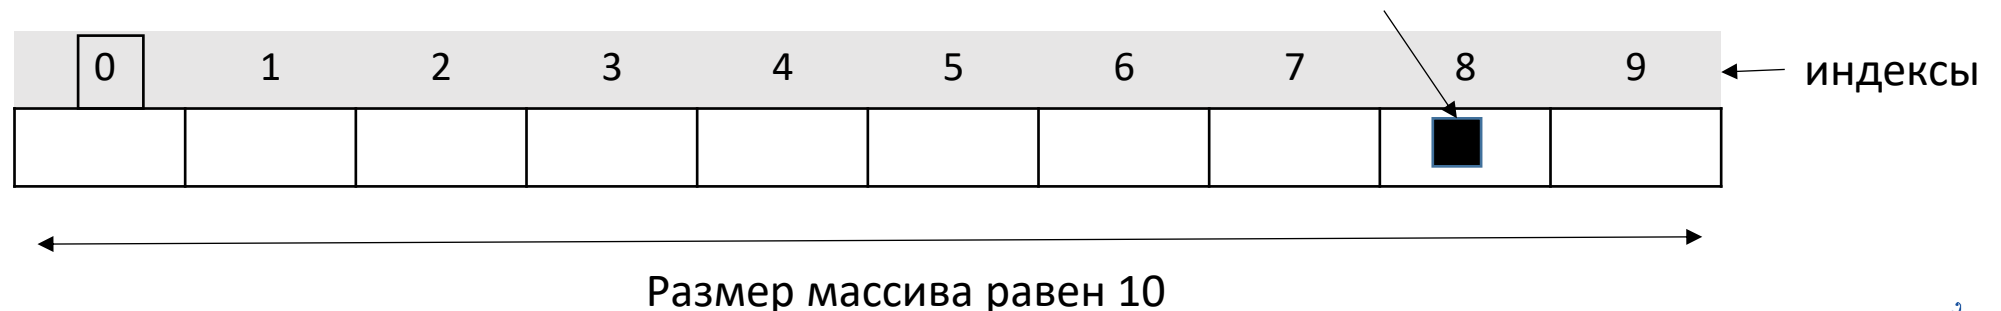 0 1 2 3 4 5 6 7 8 9 индексы
Размер массива равен 10